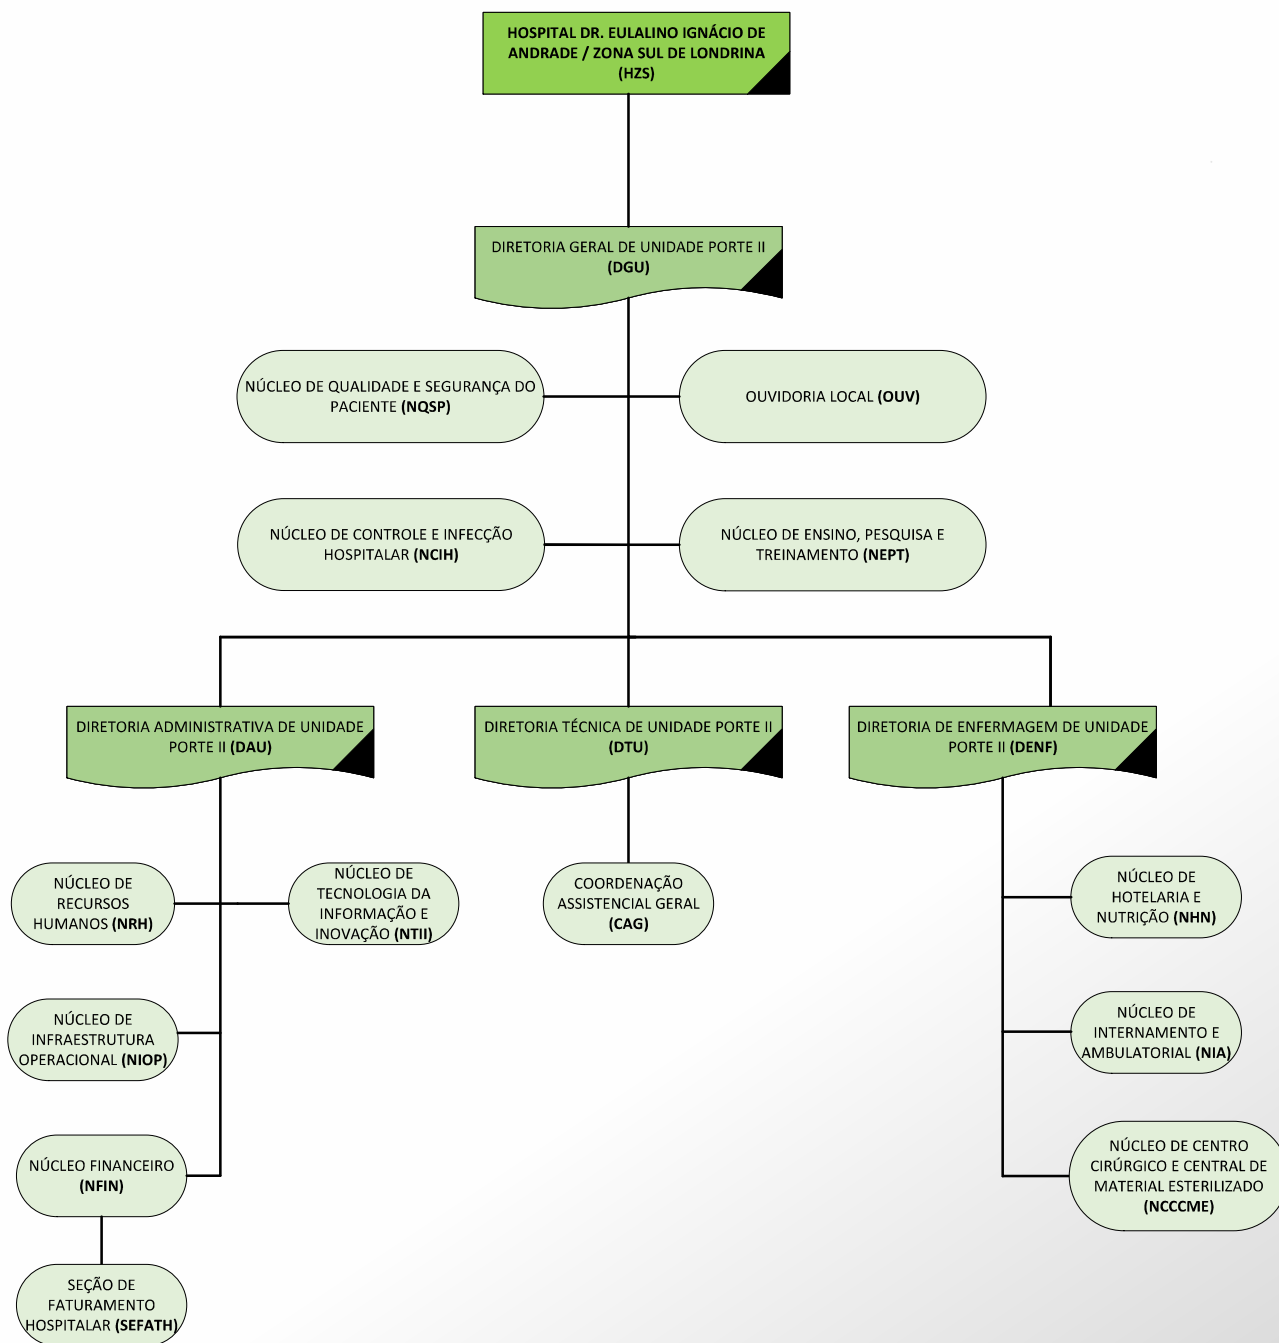 HOSPITAL DR. EULALINO IGNÁCIO DE
ANDRADE / ZONA SUL DE LONDRINA
(HZS)
DIRETORIA GERAL DE UNIDADE PORTE II
(DGU)
NÚCLEO DE QUALIDADE E SEGURANÇA DO
PACIENTE (NQSP)
OUVIDORIA LOCAL (OUV)
NÚCLEO DE CONTROLE E INFECÇÃO
HOSPITALAR (NCIH)
NÚCLEO DE ENSINO, PESQUISA E
TREINAMENTO (NEPT)
DIRETORIA ADMINISTRATIVA DE UNIDADE
PORTE II (DAU)
DIRETORIA TÉCNICA DE UNIDADE PORTE II
(DTU)
DIRETORIA DE ENFERMAGEM DE UNIDADE
PORTE II (DENF)
NÚCLEO DE
RECURSOS
HUMANOS (NRH)
NÚCLEO DE
TECNOLOGIA DA
INFORMAÇÃO E
INOVAÇÃO (NTII)
COORDENAÇÃO
ASSISTENCIAL GERAL
(CAG)
NÚCLEO DE
HOTELARIA E
NUTRIÇÃO (NHN)
NÚCLEO DE
INFRAESTRUTURA
OPERACIONAL (NIOP)
NÚCLEO DE
INTERNAMENTO E
AMBULATORIAL (NIA)
NÚCLEO FINANCEIRO
(NFIN)
NÚCLEO DE CENTRO
CIRÚRGICO E CENTRAL DE
MATERIAL ESTERILIZADO
(NCCCME)
SEÇÃO DE
FATURAMENTO
HOSPITALAR (SEFATH)